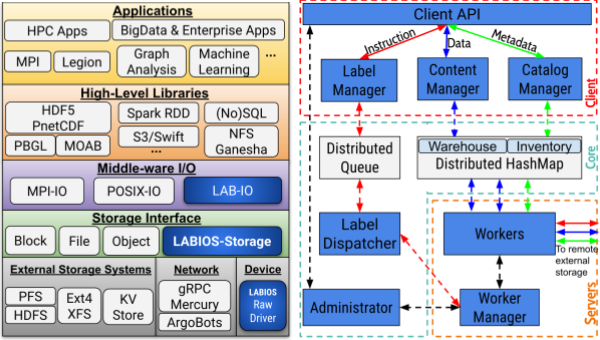 Applications
HPC Apps
BigData & Enterprise Apps
MPI
Legion
Graph
Analysis
Machine
Learning
...
High-Level Libraries
HDF5
PnetCDF
Spark RDD
(No)SQL
PBGL
MOAB
S3/Swift
...
NFS
Ganesha
Middle-ware I/O
MPI-IO
POSIX-IO
LAB-IO
Storage Interface
Block
File
Object
LABIOS-Storage
External Storage Systems
PFS
HDFS
Ext4
XFS
KV
Store
Network
gRPC
Mercury
ArgoBots
Device
LABIOS
Raw
Driver
Client API
Instruction
Data
Metadata
Label
Manager
Content
Manager
Catalog
Manager
Client
Distributed
Queue
Warehouse
Inventory
Distributed HashMap
Core
Label
Dispatcher
Workers
To remote
external
storage
Administrator
Worker
Manager
Servers